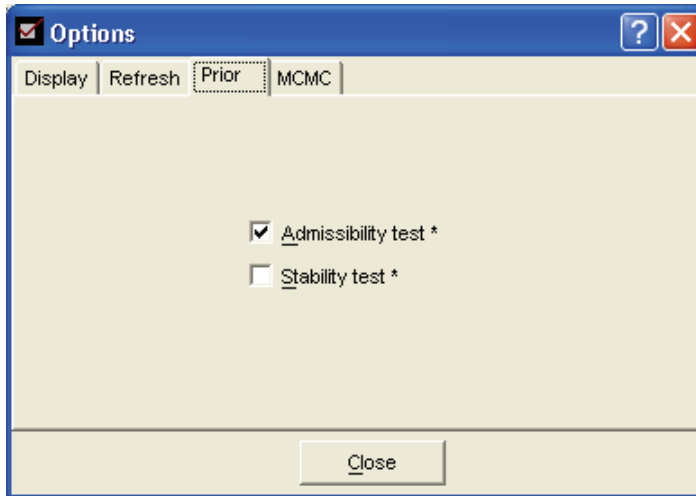 Options
Display Refresh Prior MCMC
Admissibility test *
Stability test *
Close